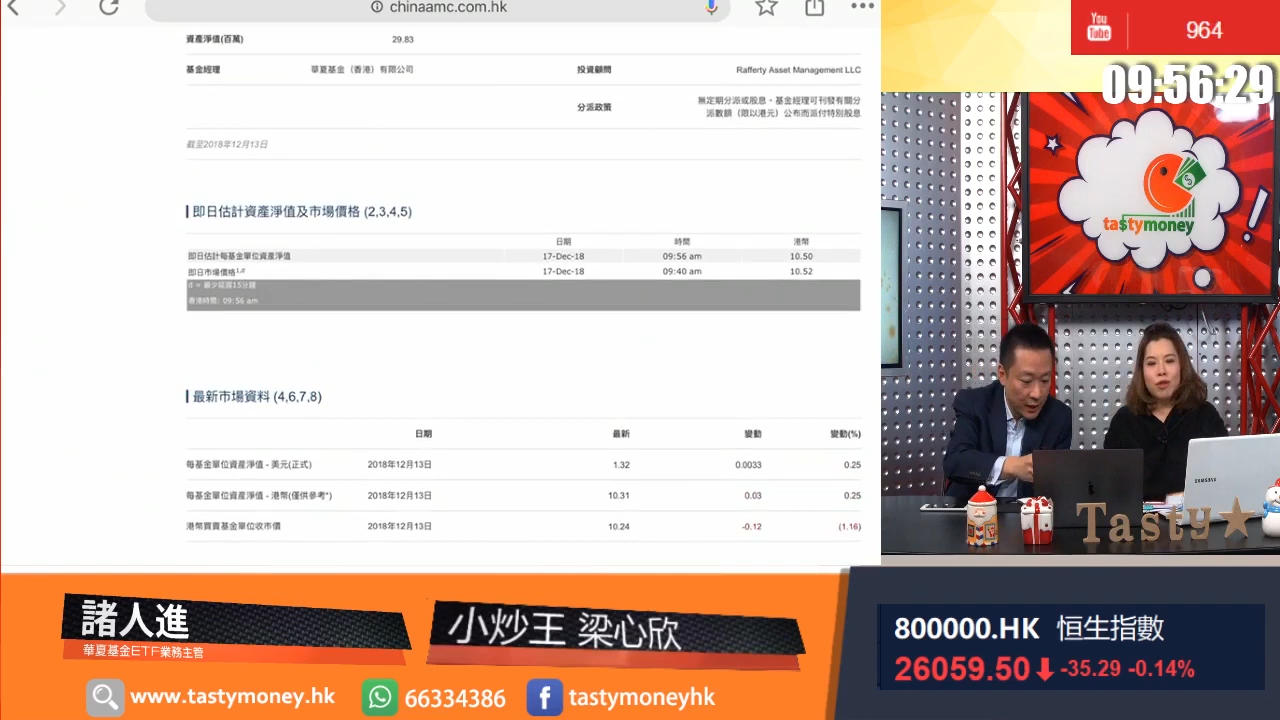 chinaamc.com.hk
You Tube 964
09:56:29
資產淨值(百萬) 29.83
基金經理 華夏基金（香港）有限公司 投資顧問 Rafferty Asset Management LLC
分派政策 無定期分派或股息。基金經理可刊發有關分
派數額（限以港元）公布而派付特別股息
截至2018年12月13日
即日估計資產淨值及市場價格 (2,3,4,5)
日期 時間 港幣
即日估計每基金單位資產淨值 17-Dec-18 09:56 am 10.50
即日市場價格 17-Dec-18 09:40 am 10.52
d = 最少延遲15分鐘
香港時間: 09:56 am
最新市場資料 (4,6,7,8)
日期 最新 變動 變動(%)
每基金單位資產淨值 - 美元(正式) 2018年12月13日 1.32 0.0033 0.25
每基金單位資產淨值 - 港幣(僅供參考*) 2018年12月13日 10.31 0.03 0.25
港幣買賣基金單位收市價 2018年12月13日 10.24 -0.12 (1.16)
ta$tymoney
SAMSUNG
Tasty
諸人進
華夏基金ETF業務主管
小炒王 梁心欣
www.tastymoney.hk 66334386 tastymoneyhk
800000.HK 恒生指數
26059.50 -35.29 -0.14%